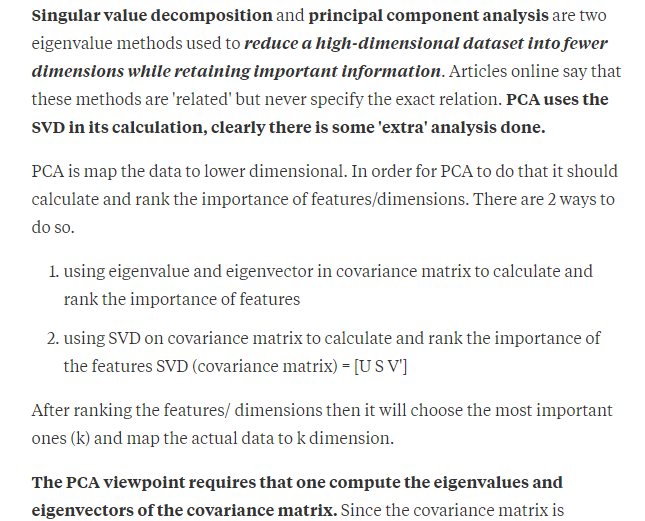 Singular value decomposition and principal component analysis are two
eigenvalue methods used to reduce a high-dimensional dataset into fewer
dimensions while retaining important information. Articles online say that
these methods are 'related' but never specify the exact relation. PCA uses the
SVD in its calculation, clearly there is some 'extra' analysis done.
PCA is map the data to lower dimensional. In order for PCA to do that it should
calculate and rank the importance of features/dimensions. There are 2 ways to
do so.
1. using eigenvalue and eigenvector in covariance matrix to calculate and
rank the importance of features
2. using SVD on covariance matrix to calculate and rank the importance of
the features SVD (covariance matrix) = [U S V']
After ranking the features/ dimensions then it will choose the most important
ones (k) and map the actual data to k dimension.
The PCA viewpoint requires that one compute the eigenvalues and
eigenvectors of the covariance matrix. Since the covariance matrix is